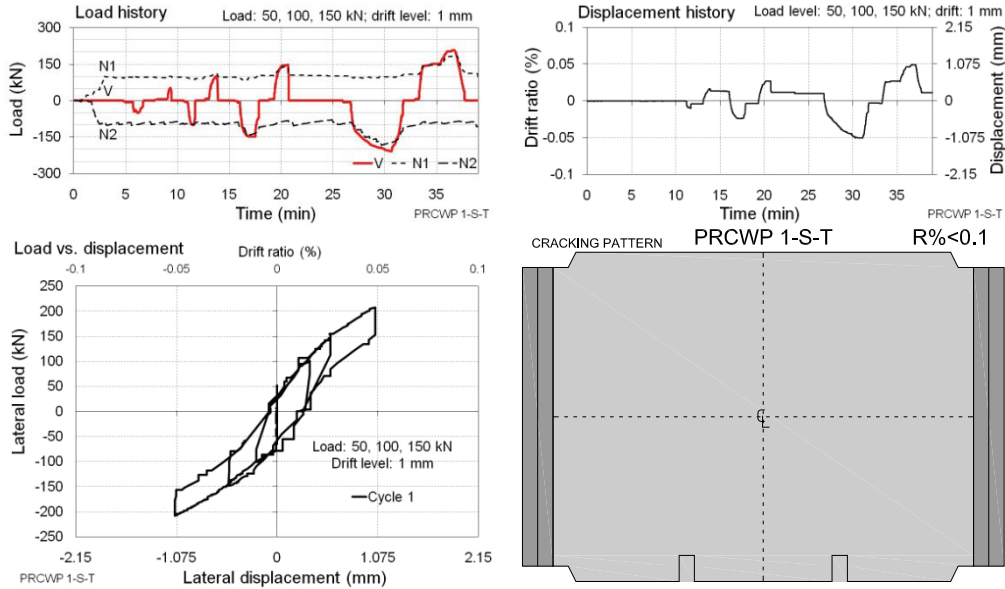 Load history
Load: 50, 100, 150 kN; drift level: 1 mm
Load (kN)
300
150
0
-150
-300
N1
V
N2
V N1 N2
0 5 10 15 20 25 30 35
Time (min)
PRCWP 1-S-T
Displacement history
Load level: 50, 100, 150 kN; drift: 1 mm
Drift ratio (%)
0.1
0.05
0
-0.05
-0.1
2.15
1.075
0
-1.075
-2.15
Displacement (mm)
0 5 10 15 20 25 30 35
Time (min)
PRCWP 1-S-T
Load vs. displacement
Drift ratio (%)
-0.1 -0.05 0 0.05 0.1
Lateral load (kN)
250
200
150
100
50
0
-50
-100
-150
-200
-250
Load: 50, 100, 150 kN
Drift level: 1 mm
Cycle 1
-2.15 -1.075 0 1.075 2.15
PRCWP 1-S-T
Lateral displacement (mm)
CRACKING PATTERN PRCWP 1-S-T R%<0.1
CL